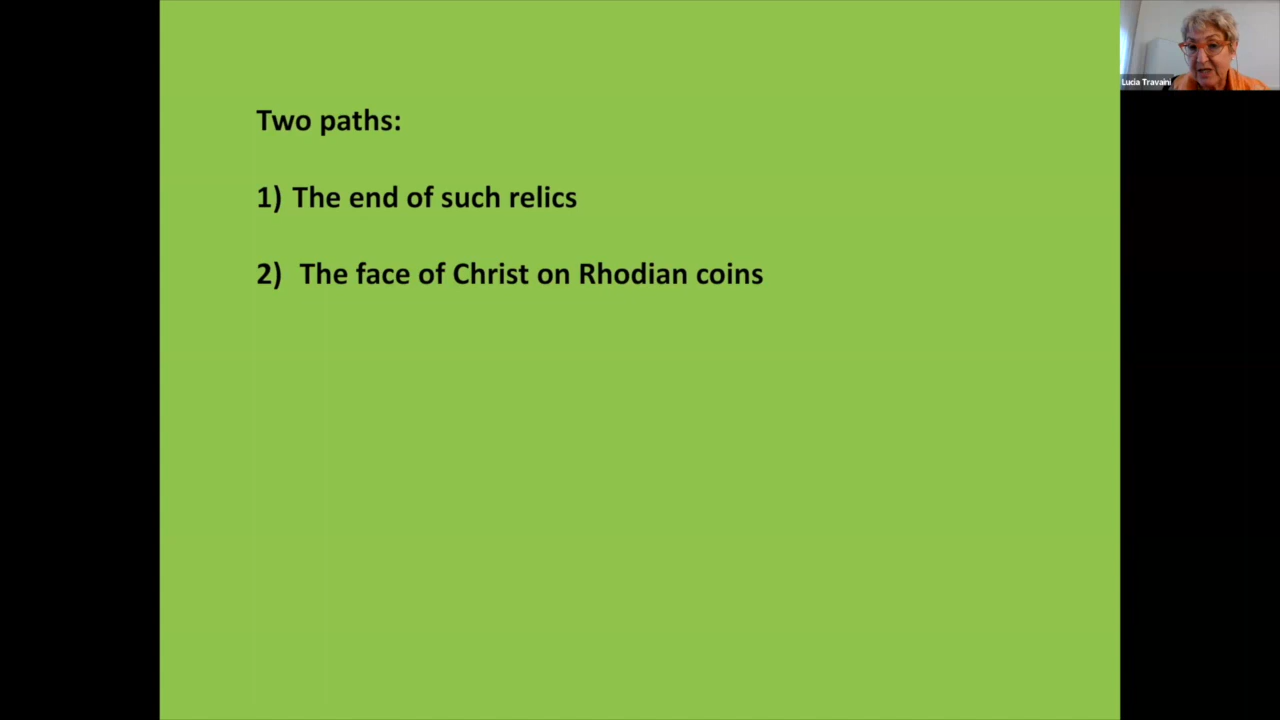 Lucia Travaini
Two paths:
1) The end of such relics
2) The face of Christ on Rhodian coins